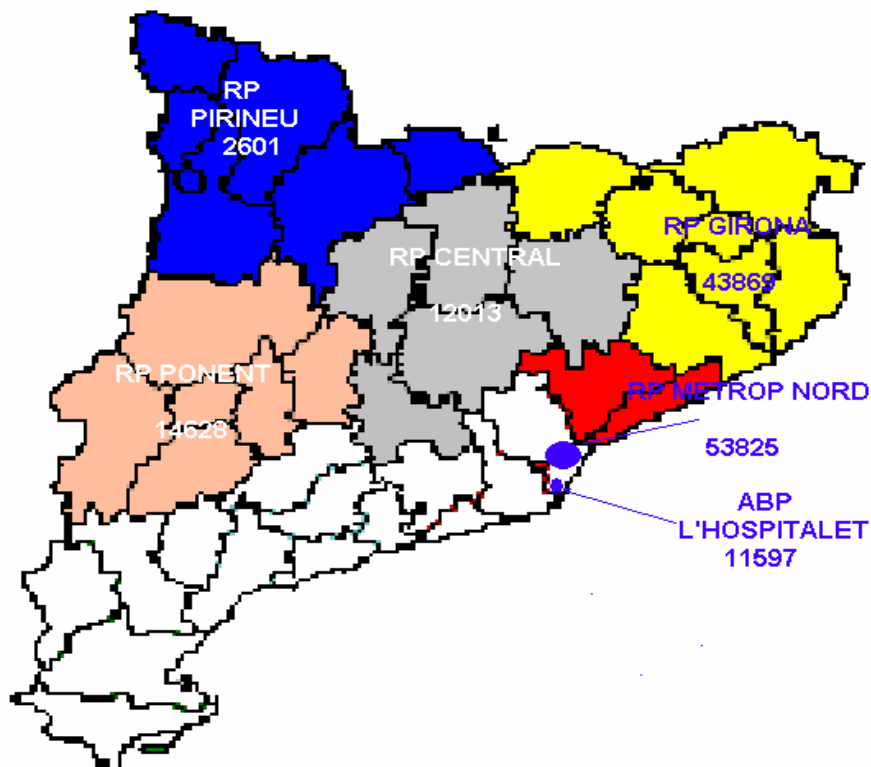 RP
PIRINEU
2601
RP GIRONA
43869
RP CENTRAL
12013
RP PONENT
14628
RP METROP NORD
53825
ABP
L'HOSPITALET
11597